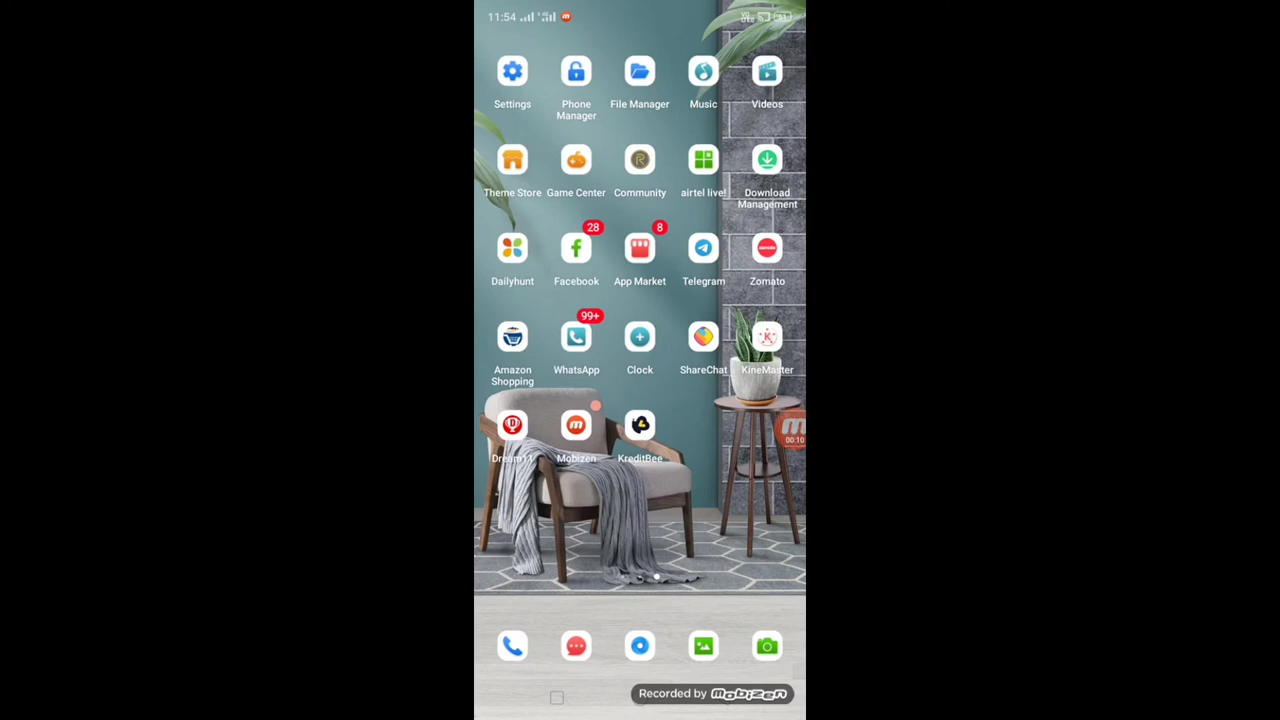 11:54
Settings
Phone
Manager
File Manager
Music
Videos
Theme Store
Game Center
Community
airtel live!
Download
Management
28
8
Dailyhunt
Facebook
App Market
Telegram
zomato
Zomato
99+
Amazon
Shopping
WhatsApp
Clock
ShareChat
K
KineMaster
D
Dream11
m
Mobizen
KreditBee
00:10
Recorded by mobizen